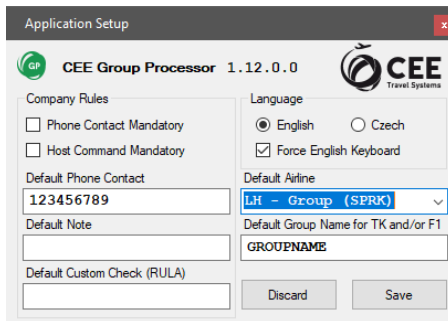 Application Setup
x
GP
CEE Group Processor 1.12.0.0
CEE
Travel Systems
Company Rules
Phone Contact Mandatory
Host Command Mandatory
Language
English
Czech
Force English Keyboard
Default Phone Contact
123456789
Default Airline
LH - Group (SPRK)
Default Note
Default Group Name for TK and/or F1
GROUPNAME
Default Custom Check (RULA)
Discard
Save